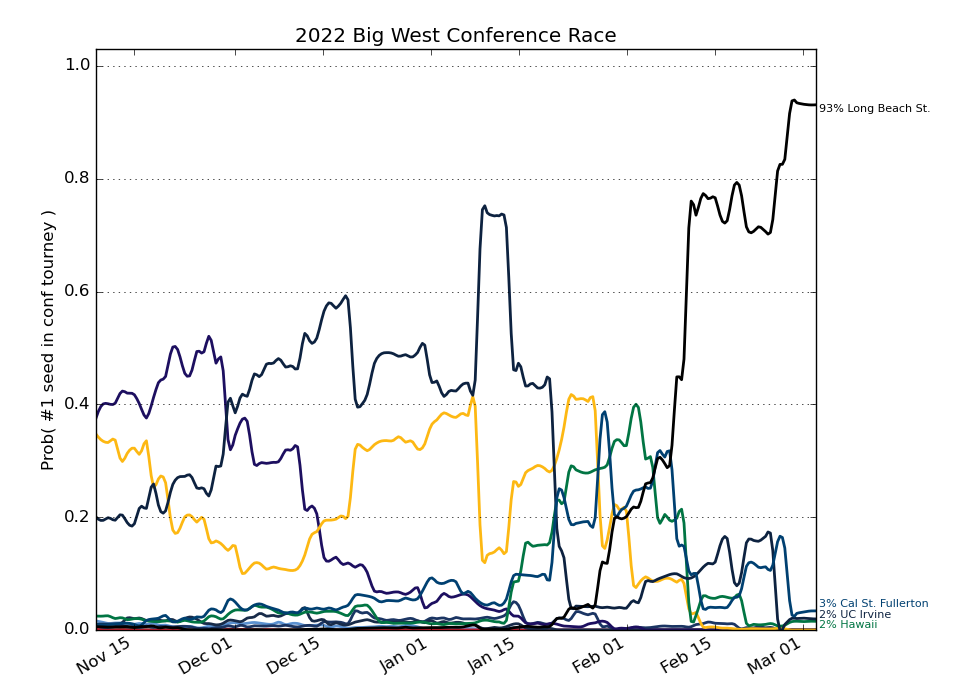 2022 Big West Conference Race
Prob( #1 seed in conf tourney )
1.0
0.8
0.6
0.4
0.2
0.0
Nov 15
Dec 01
Dec 15
Jan 01
Jan 15
Feb 01
Feb 15
Mar 01
93% Long Beach St.
3% Cal St. Fullerton
2% UC Irvine
2% Hawaii